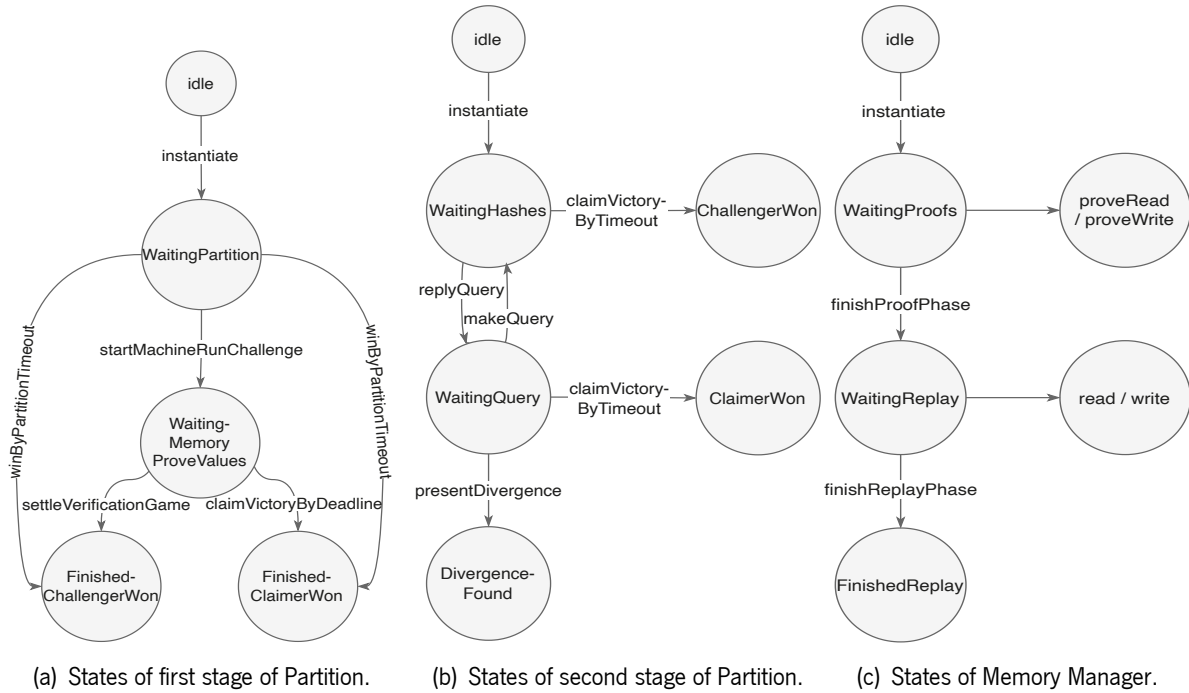 idle
instantiate
WaitingPartition
winByPartitionTimeout
winByPartitionTimeout
startMachineRunChallenge
Waiting-
Memory
ProveValues
settleVerificationGame
claimVictoryByDeadline
Finished-
ChallengerWon
Finished-
ClaimerWon
(a) States of first stage of Partition.
idle
instantiate
WaitingHashes
claimVictory-
ByTimeout
ChallengerWon
replyQuery
makeQuery
WaitingQuery
claimVictory-
ByTimeout
ClaimerWon
presentDivergence
Divergence-
Found
(b) States of second stage of Partition.
idle
instantiate
WaitingProofs
proveRead
/ proveWrite
finishProofPhase
WaitingReplay
read / write
finishReplayPhase
FinishedReplay
(c) States of Memory Manager.